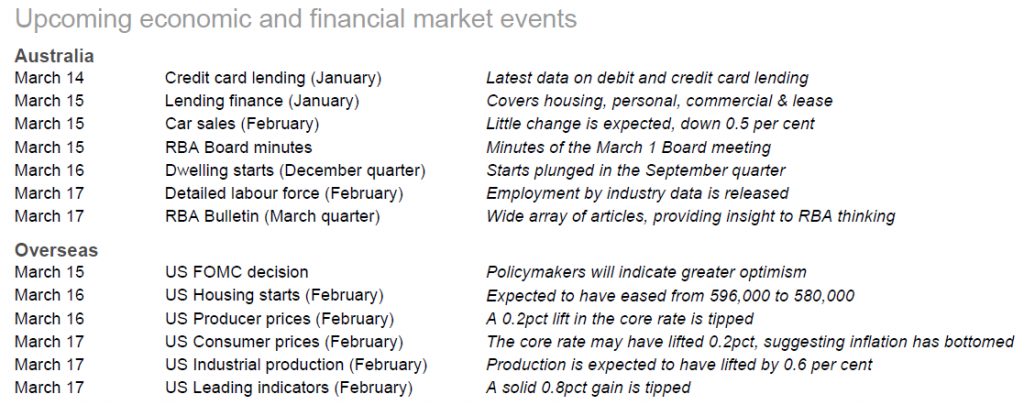 Upcoming economic and financial market events
Australia
March 14 Credit card lending (January) Latest data on debit and credit card lending
March 15 Lending finance (January) Covers housing, personal, commercial & lease
March 15 Car sales (February) Little change is expected, down 0.5 per cent
March 15 RBA Board minutes Minutes of the March 1 Board meeting
March 16 Dwelling starts (December quarter) Starts plunged in the September quarter
March 17 Detailed labour force (February) Employment by industry data is released
March 17 RBA Bulletin (March quarter) Wide array of articles, providing insight to RBA thinking
Overseas
March 15 US FOMC decision Policymakers will indicate greater optimism
March 16 US Housing starts (February) Expected to have eased from 596,000 to 580,000
March 16 US Producer prices (February) A 0.2pct lift in the core rate is tipped
March 17 US Consumer prices (February) The core rate may have lifted 0.2pct, suggesting inflation has bottomed
March 17 US Industrial production (February) Production is expected to have lifted by 0.6 per cent
March 17 US Leading indicators (February) A solid 0.8pct gain is tipped